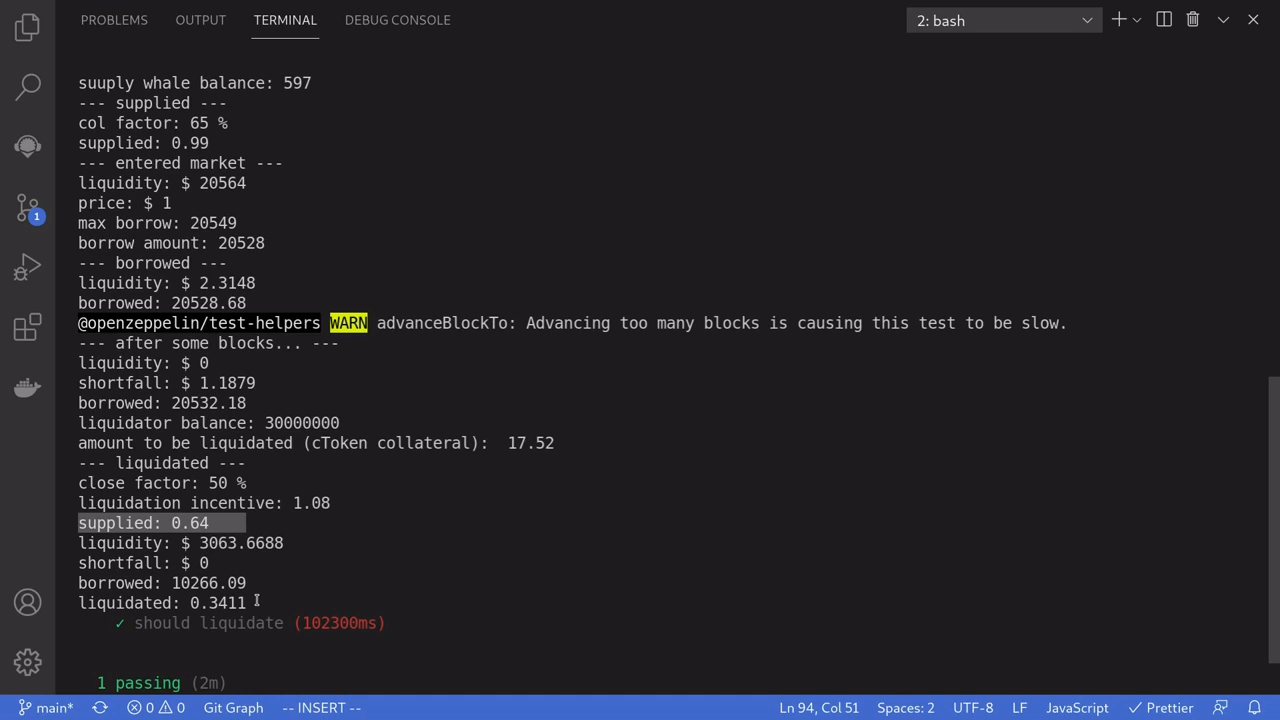 PROBLEMS OUTPUT TERMINAL DEBUG CONSOLE 2: bash
suuply whale balance: 597
--- supplied ---
col factor: 65 %
supplied: 0.99
--- entered market ---
liquidity: $ 20564
price: $ 1
max borrow: 20549
borrow amount: 20528
--- borrowed ---
liquidity: $ 2.3148
borrowed: 20528.68
@openzeppelin/test-helpers WARN advanceBlockTo: Advancing too many blocks is causing this test to be slow.
--- after some blocks... ---
liquidity: $ 0
shortfall: $ 1.1879
borrowed: 20532.18
liquidator balance: 30000000
amount to be liquidated (cToken collateral):  17.52
--- liquidated ---
close factor: 50 %
liquidation incentive: 1.08
supplied: 0.64
liquidity: $ 3063.6688
shortfall: $ 0
borrowed: 10266.09
liquidated: 0.3411
✓ should liquidate (102300ms)
1 passing (2m)
1
main* 0 0 Git Graph -- INSERT -- Ln 94, Col 51 Spaces: 2 UTF-8 LF JavaScript Prettier